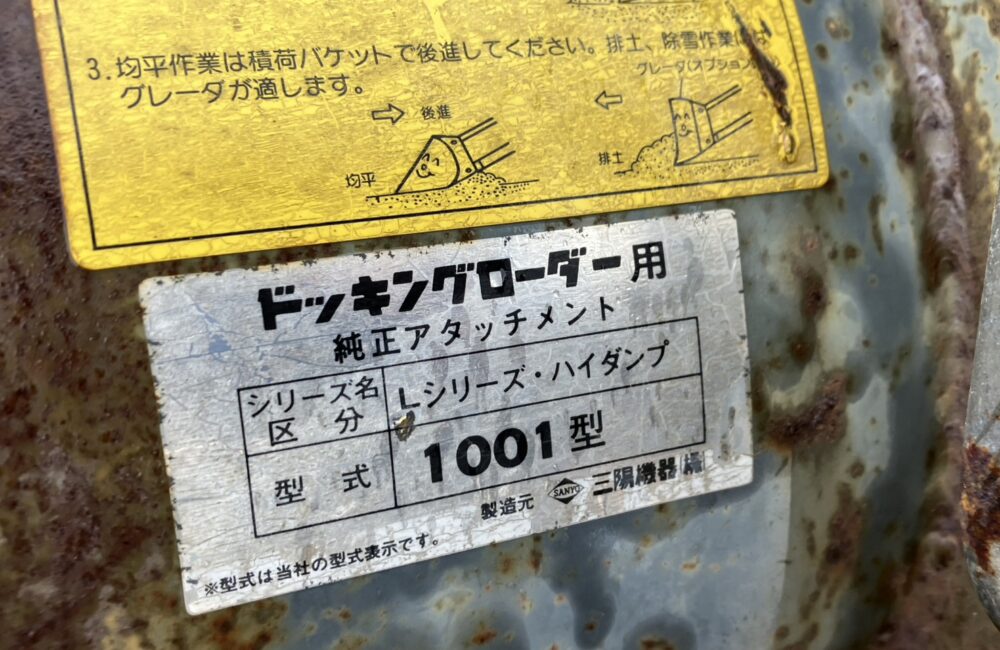 3. 均平作業は積荷バケットで後進してください。排土、除雪作業には
グレーダ(オプション)
グレーダが適します。
後進
均平
排土
ドッキングローダー用
純正アタッチメント
シリーズ名
区 分
Lシリーズ・ハイダンプ
型 式
1001型
製造元 SANYO 三陽機器㈱
※型式は当社の型式表示です。